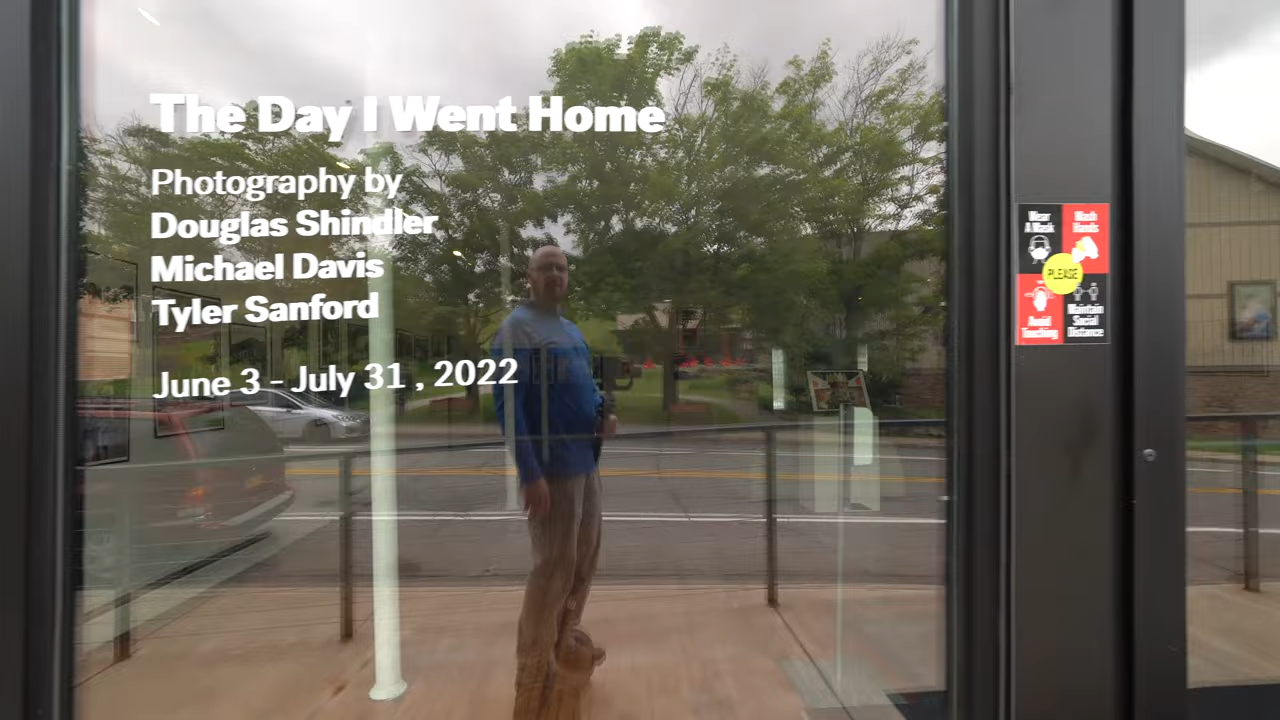 The Day I Went Home
Photography by
Douglas Shindler
Michael Davis
Tyler Sanford
June 3 - July 31 , 2022
Wear
A Mask
Wash
Hands
PLEASE
Avoid
Touching
Maintain
Social
Distance